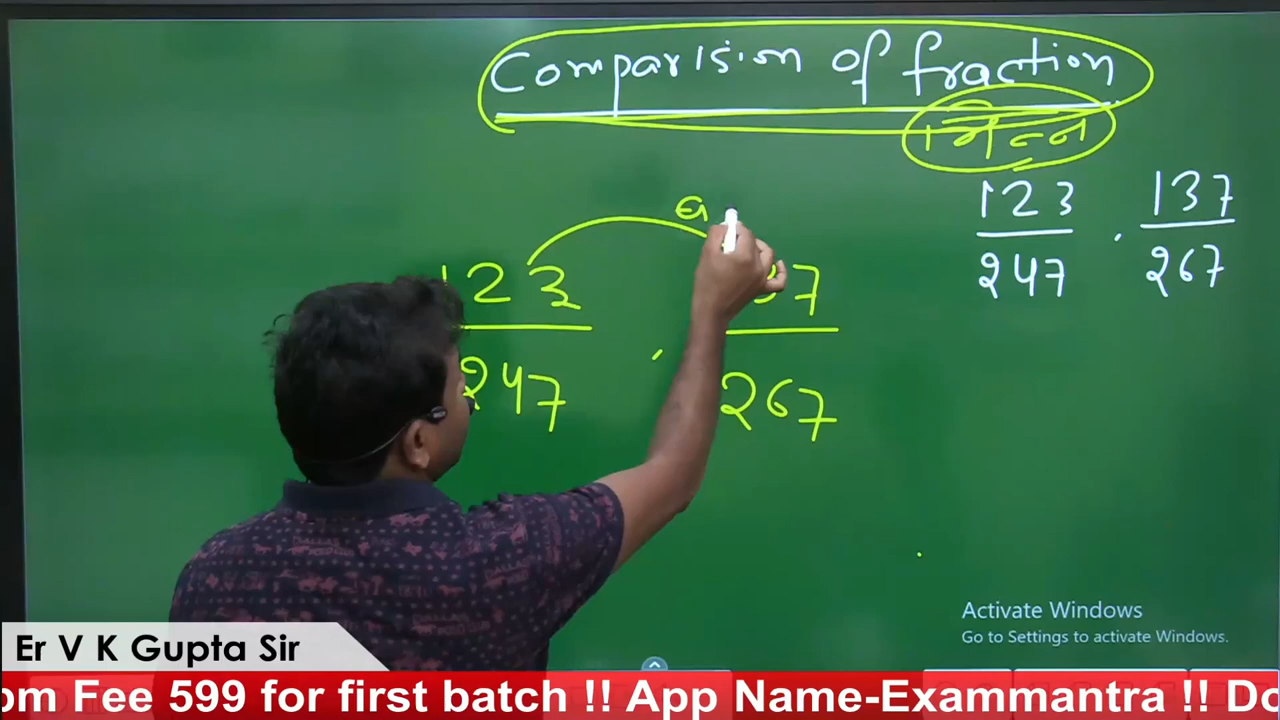 Comparision of fraction
भिन्न
123 137
247 . 267
123 37
247 , 267
Activate Windows
Go to Settings to activate Windows.
Er V K Gupta Sir
om Fee 599 for first batch !! App Name-Exammantra !! Do